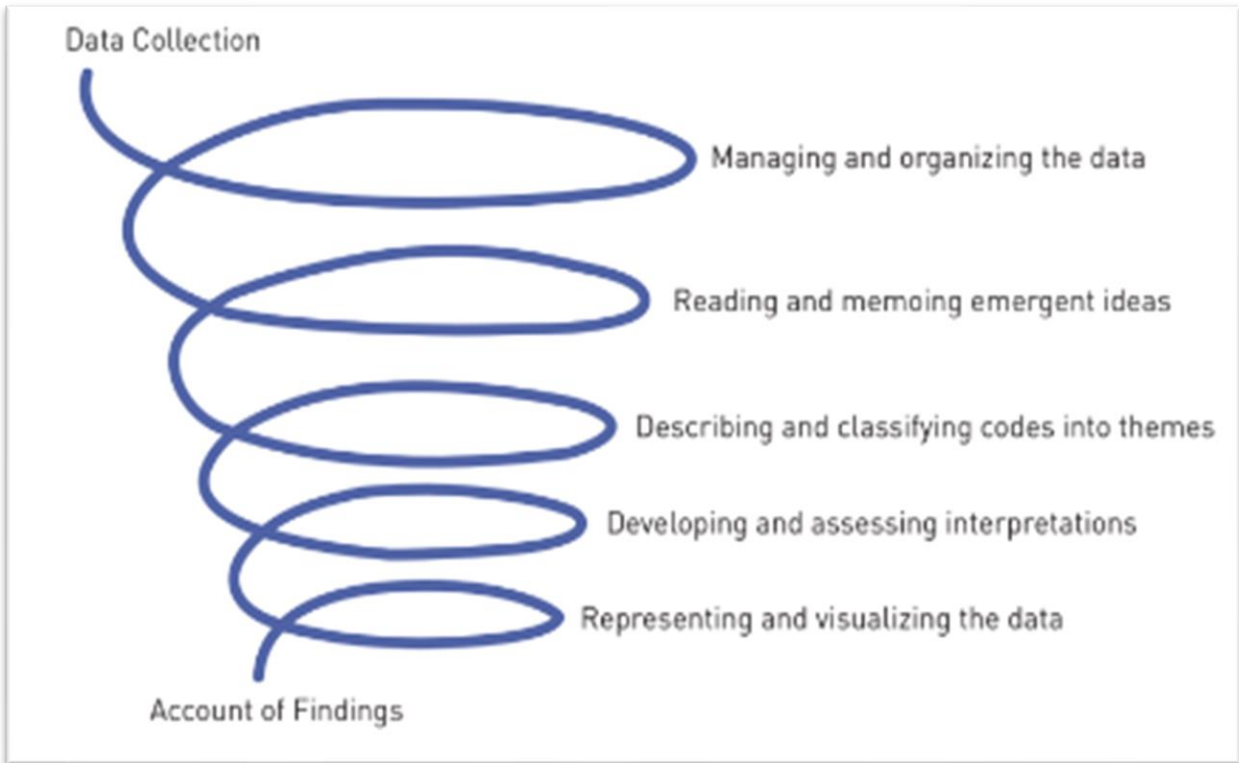 Data Collection
Managing and organizing the data
Reading and memoing emergent ideas
Describing and classifying codes into themes
Developing and assessing interpretations
Representing and visualizing the data
Account of Findings